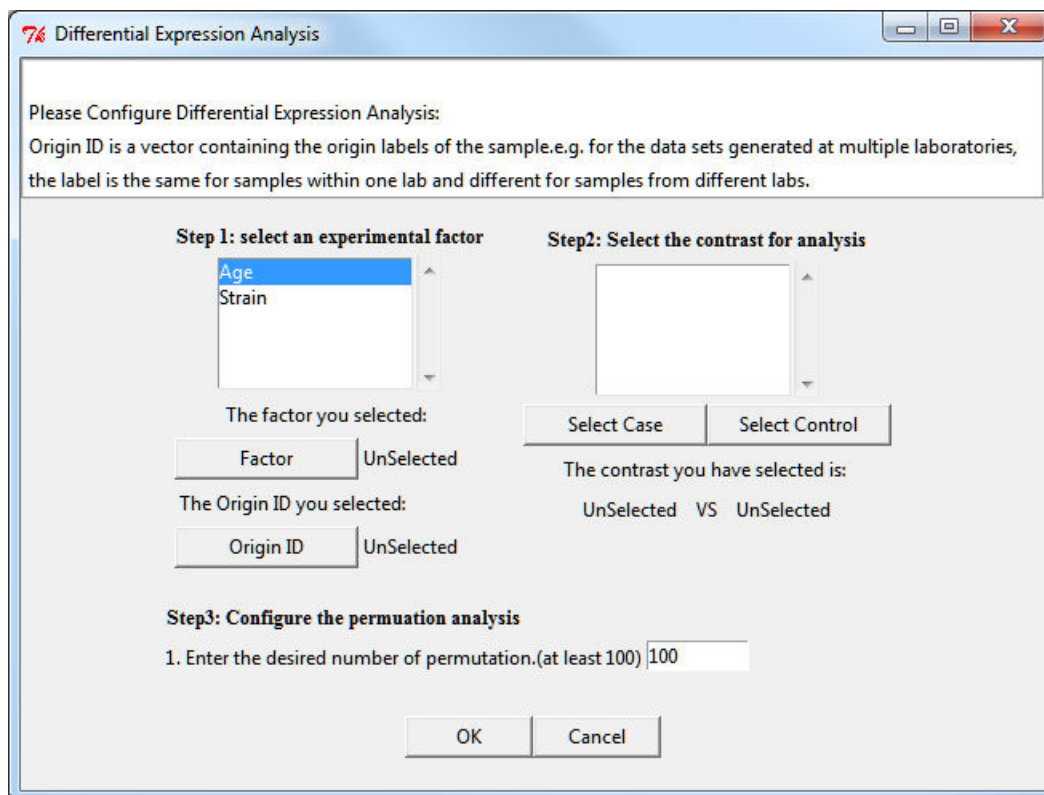 Differential Expression Analysis
Please Configure Differential Expression Analysis:
Origin ID is a vector containing the origin labels of the sample.e.g. for the data sets generated at multiple laboratories,
the label is the same for samples within one lab and different for samples from different labs.
Step 1: select an experimental factor
Age
Strain
The factor you selected:
Factor UnSelected
The Origin ID you selected:
Origin ID UnSelected
Step2: Select the contrast for analysis
Select Case Select Control
The contrast you have selected is:
UnSelected VS UnSelected
Step3: Configure the permuation analysis
1. Enter the desired number of permutation.(at least 100) 100
OK Cancel